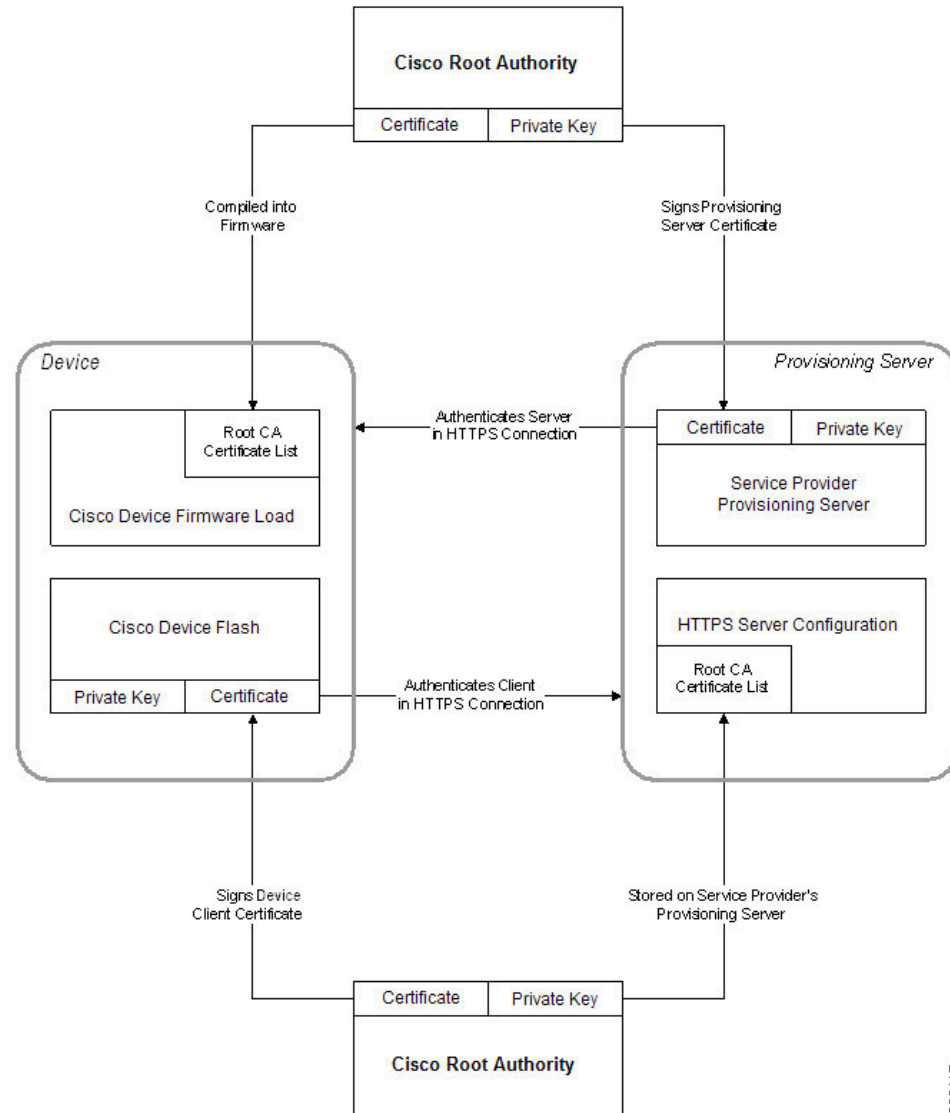 Cisco Root Authority
Certificate
Private Key
Compiled into
Firmware
Signs Provisioning
Server Certificate
Device
Provisioning Server
Root CA
Certificate List
Cisco Device Firmware Load
Authenticates Server
in HTTPS Connection
Certificate
Private Key
Service Provider
Provisioning Server
Cisco Device Flash
Private Key
Certificate
Authenticates Client
in HTTPS Connection
HTTPS Server Configuration
Root CA
Certificate List
Signs Device
Client Certificate
Stored on Service Provider's
Provisioning Server
Certificate
Private Key
Cisco Root Authority